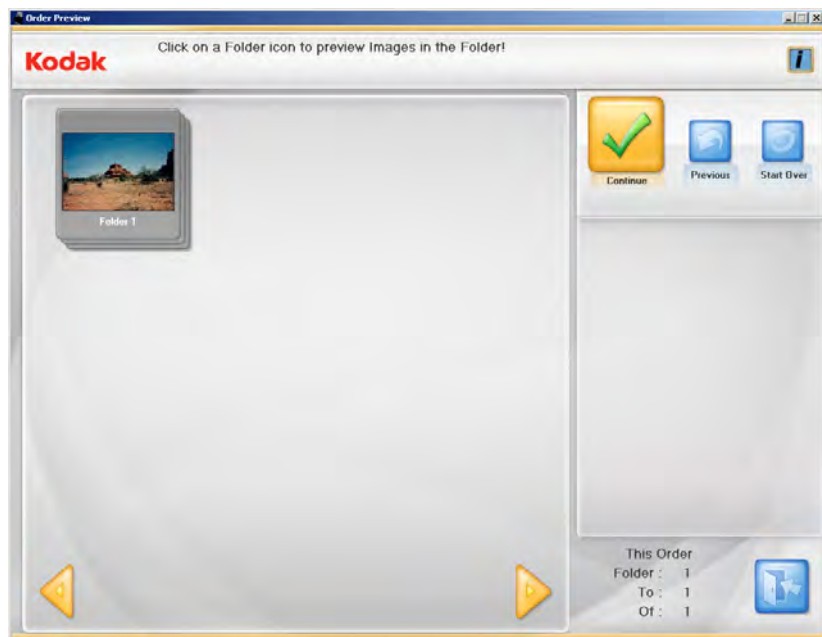 Order Preview
Kodak
Click on a Folder icon to preview Images in the Folder!
i
Folder 1
Continue
Previous
Start Over
This Order
Folder : 1
To : 1
Of : 1